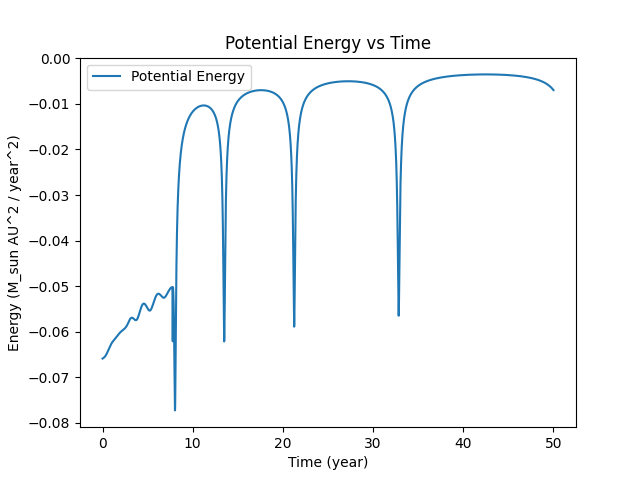 Potential Energy vs Time
Potential Energy
Energy (M_sun AU^2 / year^2)
0.00
−0.01
−0.02
−0.03
−0.04
−0.05
−0.06
−0.07
−0.08
0 10 20 30 40 50
Time (year)